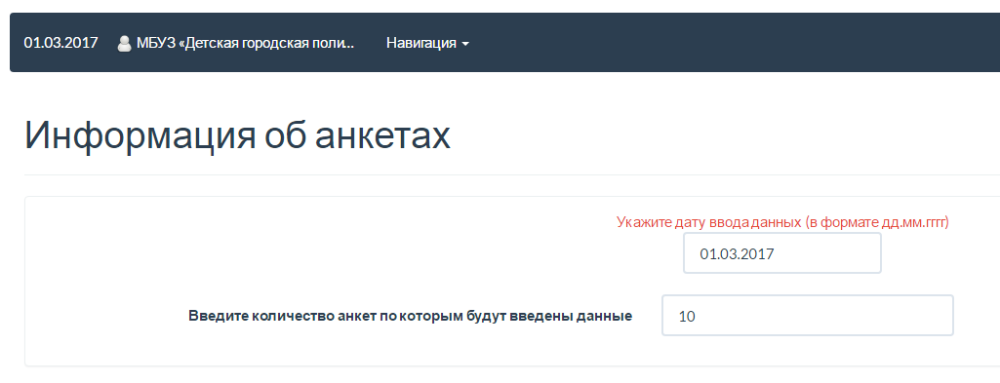 01.03.2017 МБУЗ «Детская городская поли... Навигация
Информация об анкетах
Укажите дату ввода данных (в формате дд.мм.гггг)
01.03.2017
Введите количество анкет по которым будут введены данные 10